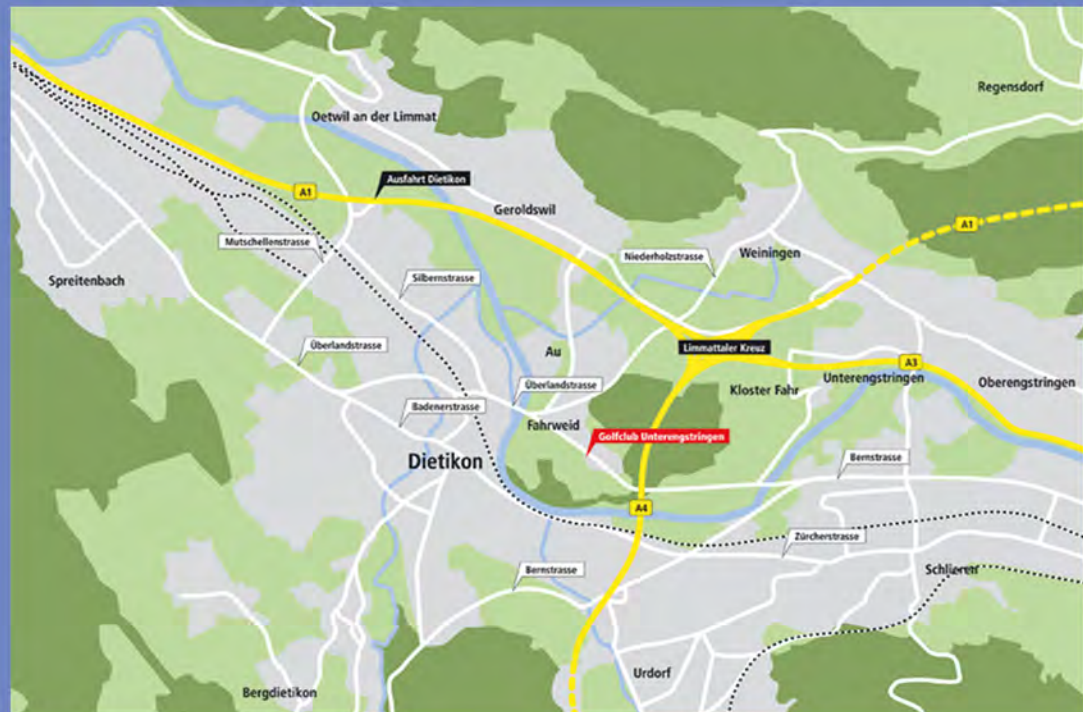 Regensdorf
Oetwil an der Limmat
Ausfahrt Dietikon
A1
Geroldswil
A1
Mutschellenstrasse
Niederholzstrasse
Weiningen
Spreitenbach
Silbernstrasse
Überlandstrasse
Au
Limmattaler Kreuz
A3
Kloster Fahr
Unterengstringen
Oberengstringen
Überlandstrasse
Badenerstrasse
Fahrweid
Golfclub Unterengstringen
Dietikon
Bernstrasse
A4
Zürcherstrasse
Bernstrasse
Schlieren
Urdorf
Bergdietikon